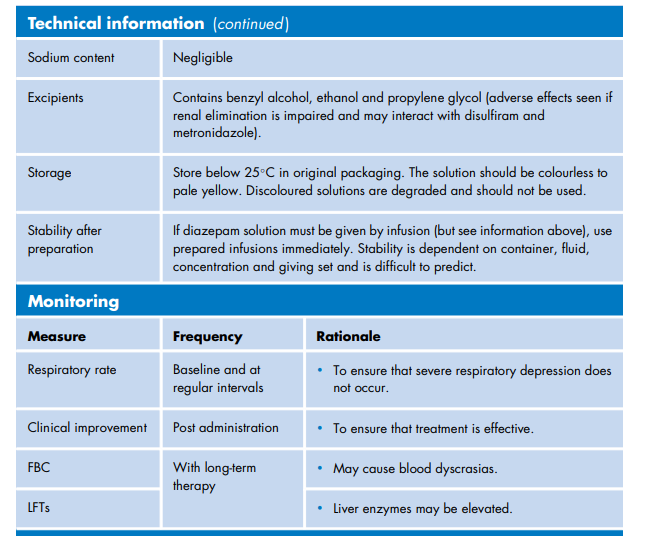 Technical information (continued)
Sodium content
Negligible
Excipients
Contains benzyl alcohol, ethanol and propylene glycol (adverse effects seen if
renal elimination is impaired and may interact with disulfiram and
metronidazole).
Storage
Store below 25°C in original packaging. The solution should be colourless to
pale yellow. Discoloured solutions are degraded and should not be used.
Stability after
preparation
If diazepam solution must be given by infusion (but see information above), use
prepared infusions immediately. Stability is dependent on container, fluid,
concentration and giving set and is difficult to predict.
Monitoring
Measure
Frequency
Rationale
Respiratory rate
Baseline and at
regular intervals
• To ensure that severe respiratory depression does
not occur.
Clinical improvement
Post administration
• To ensure that treatment is effective.
FBC
With long-term
therapy
• May cause blood dyscrasias.
LFTs
• Liver enzymes may be elevated.